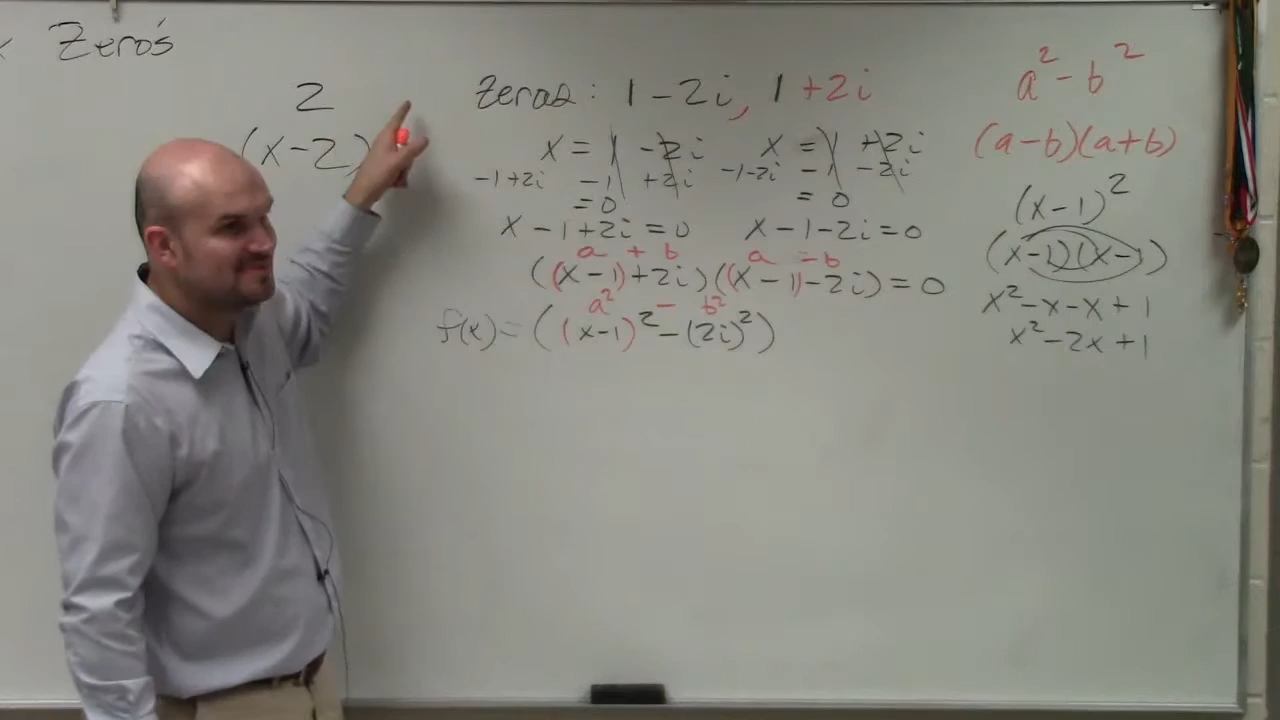 Zeros
2
(x-2)
Zeros: 1-2i, 1+2i
x = 1 -2i
-1+2i -1 +2i
=0
x-1+2i=0
x = 1 +2i
-1-2i -1 -2i
= 0
x-1-2i=0
a + b a - b
((x-1)+2i)((x-1)-2i)=0
a² - b²
f(x)=((x-1)²-(2i)²)
a²-b²
(a-b)(a+b)
(x-1)²
(x-1)(x-1)
x²-x-x+1
x²-2x+1